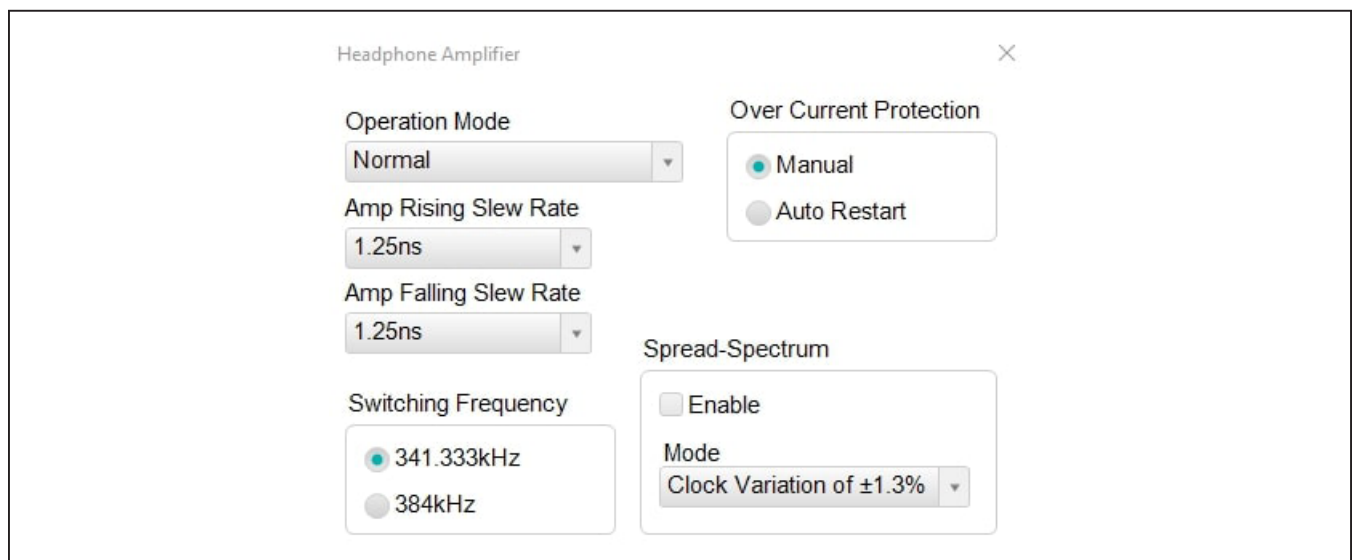 Headphone Amplifier
Operation Mode
Normal
Amp Rising Slew Rate
1.25ns
Amp Falling Slew Rate
1.25ns
Switching Frequency
341.333kHz
384kHz
Over Current Protection
Manual
Auto Restart
Spread-Spectrum
Enable
Mode
Clock Variation of ±1.3%